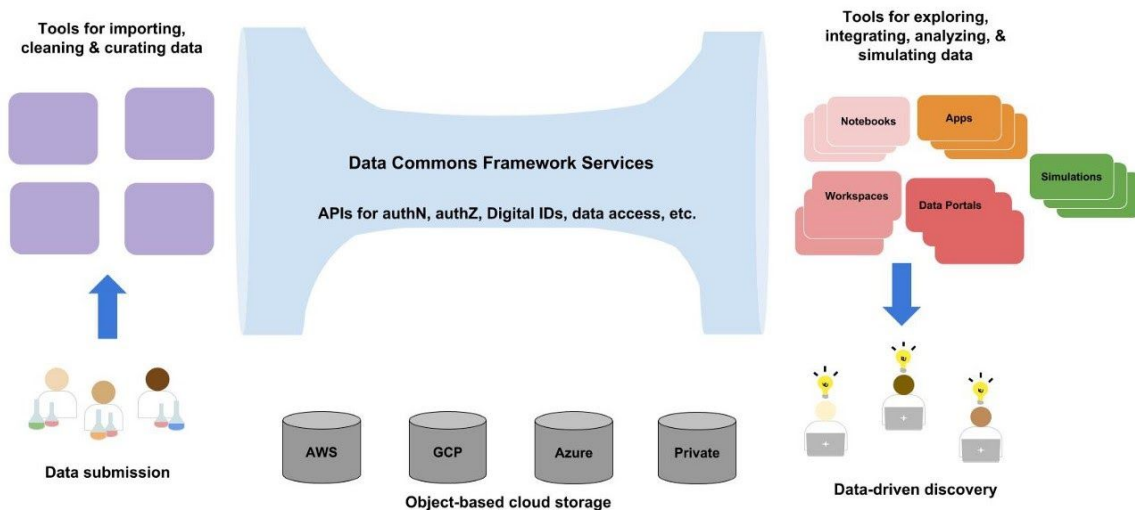 Tools for importing,
cleaning & curating data
Data submission
Data Commons Framework Services
APIs for authN, authZ, Digital IDs, data access, etc.
AWS
GCP
Azure
Private
Object-based cloud storage
Tools for exploring,
integrating, analyzing, &
simulating data
Notebooks
Apps
Simulations
Workspaces
Data Portals
Data-driven discovery